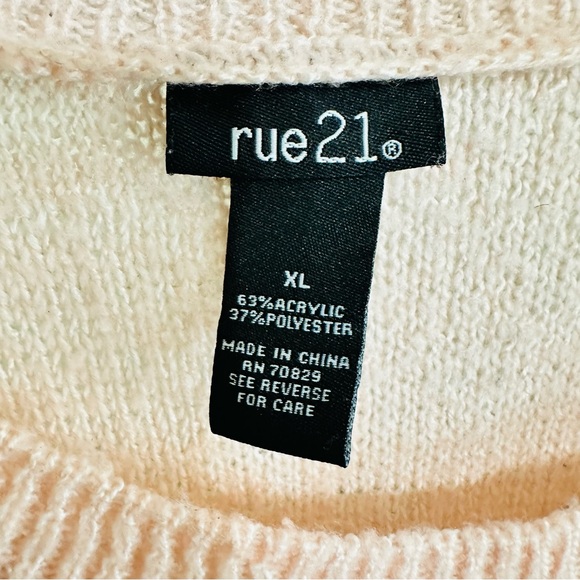 rue21®
XL
63%ACRYLIC
37%POLYESTER
MADE IN CHINA
RN 70829
SEE REVERSE
FOR CARE